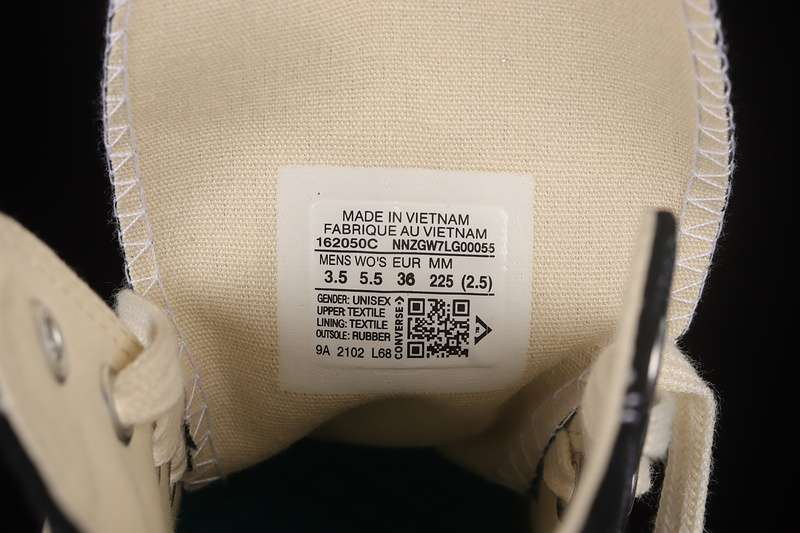 MADE IN VIETNAM
FABRIQUE AU VIETNAM
162050C NNZGW7LG00055
MENS WO'S EUR MM
3.5 5.5 36 225 (2.5)
GENDER: UNISEX
UPPER: TEXTILE
LINING: TEXTILE
OUTSOLE: RUBBER
9A 2102 L68
CONVERSE